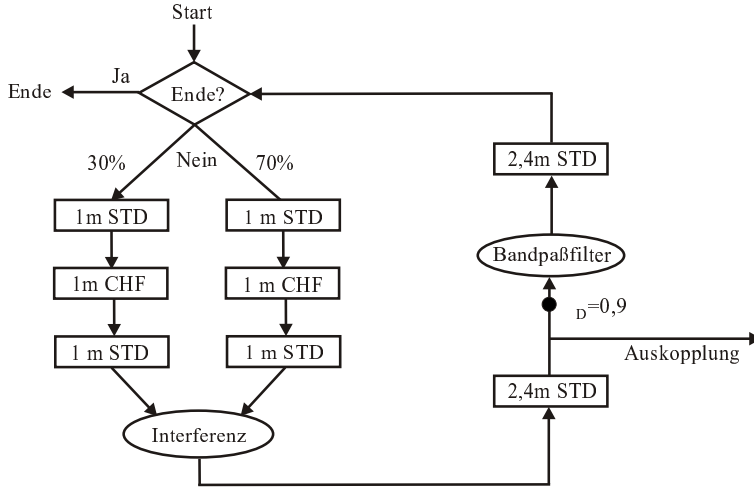 Start
Ja
Ende
Ende?
30%
Nein
70%
2,4m STD
1m STD
1 m STD
Bandpaßfilter
1m CHF
1 m CHF
D=0,9
1 m STD
1 m STD
Auskopplung
2,4m STD
Interferenz